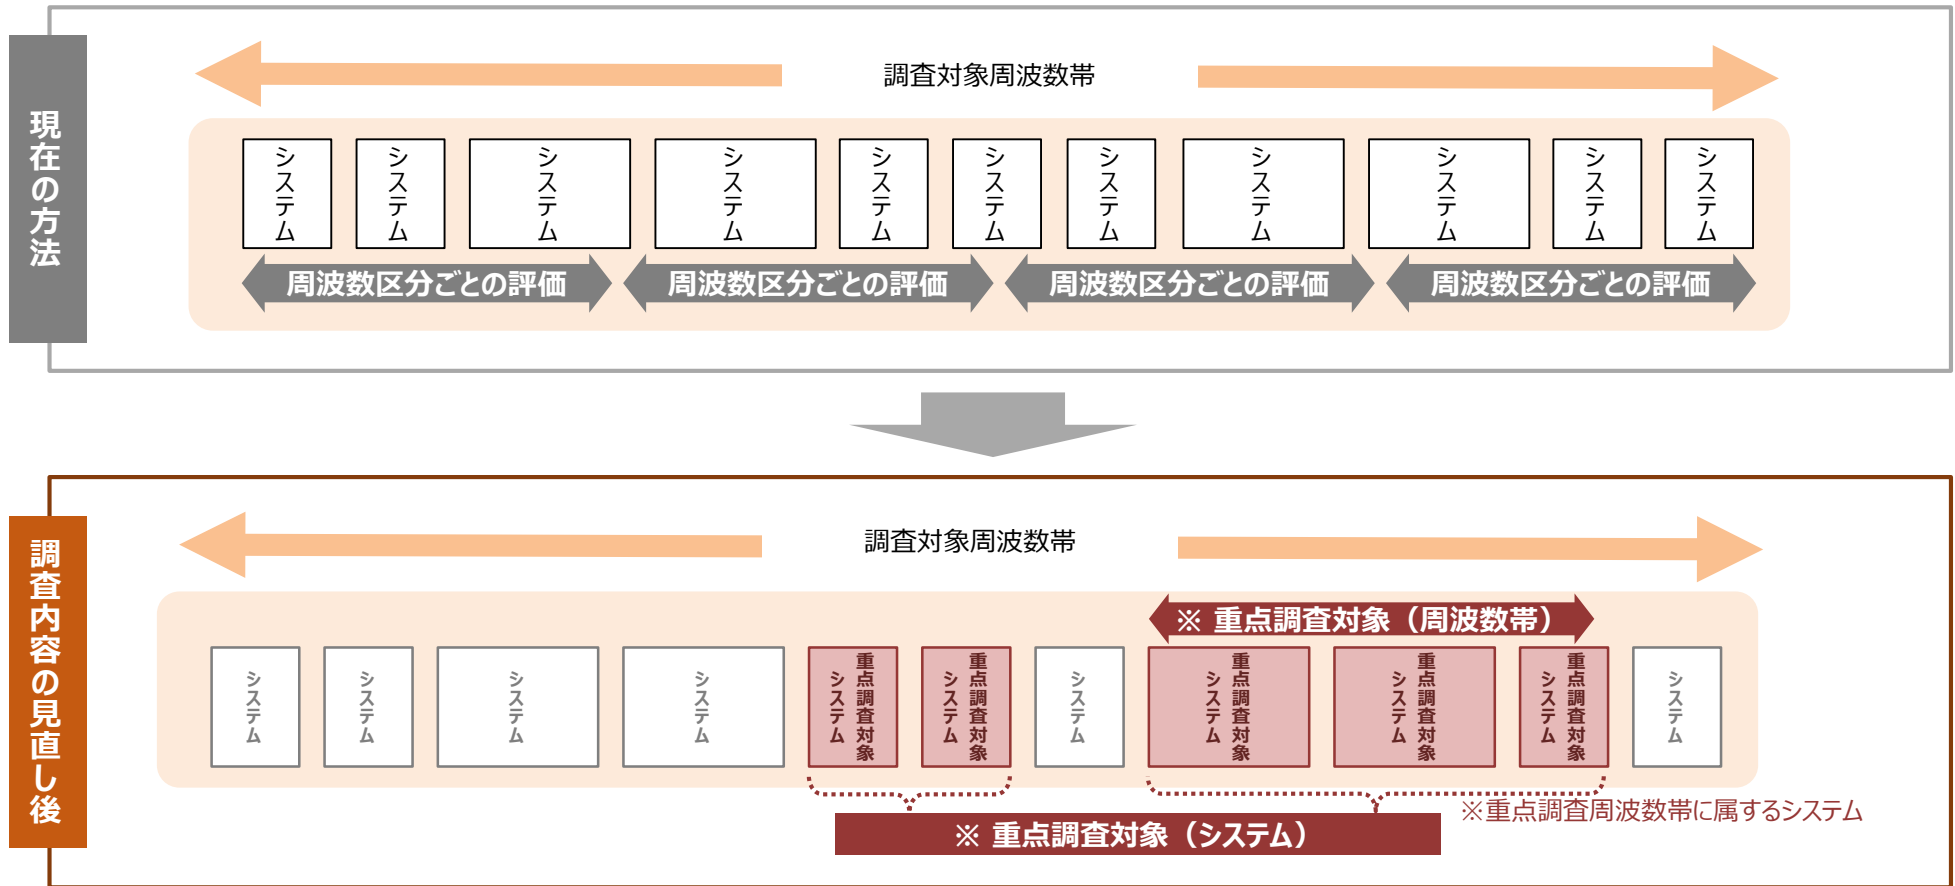 現在の方法
調査対象周波数帯
システム
システム
システム
システム
システム
システム
システム
システム
システム
システム
システム
周波数区分ごとの評価
周波数区分ごとの評価
周波数区分ごとの評価
周波数区分ごとの評価
調査内容の見直し後
調査対象周波数帯
※ 重点調査対象（周波数帯）
システム
システム
システム
システム
重点調査対象
システム
重点調査対象
システム
システム
重点調査対象
システム
重点調査対象
システム
重点調査対象
システム
システム
※重点調査周波数帯に属するシステム
※ 重点調査対象（システム）